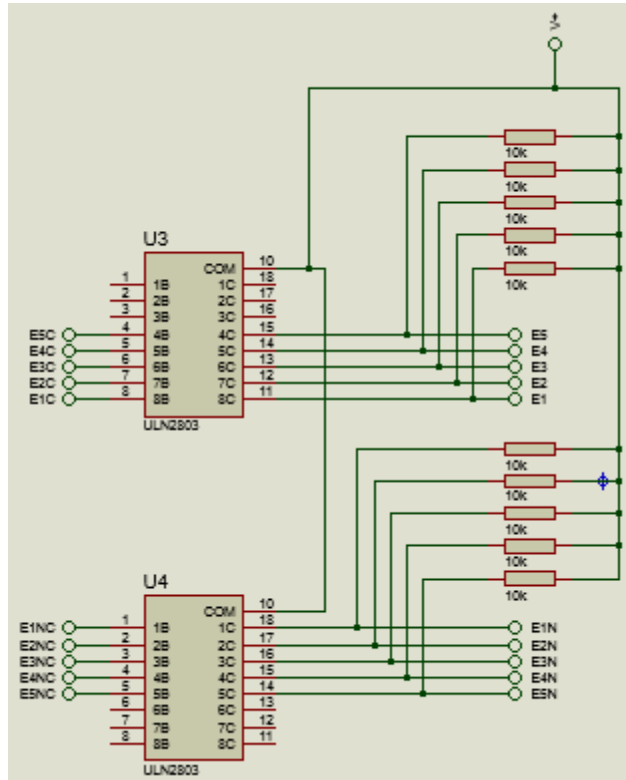 V+
10k
10k
10k
10k
10k
U3
COM 10
1 1B 1C 18
2 2B 2C 17
3 3B 3C 16
E5C 4 4B 4C 15 E5
E4C 5 5B 5C 14 E4
E3C 6 6B 6C 13 E3
E2C 7 7B 7C 12 E2
E1C 8 8B 8C 11 E1
ULN2803
10k
10k
10k
10k
10k
U4
COM 10
E1NC 1 1B 1C 18 E1N
E2NC 2 2B 2C 17 E2N
E3NC 3 3B 3C 16 E3N
E4NC 4 4B 4C 15 E4N
E5NC 5 5B 5C 14 E5N
6 6B 6C 13
7 7B 7C 12
8 8B 8C 11
ULN2803